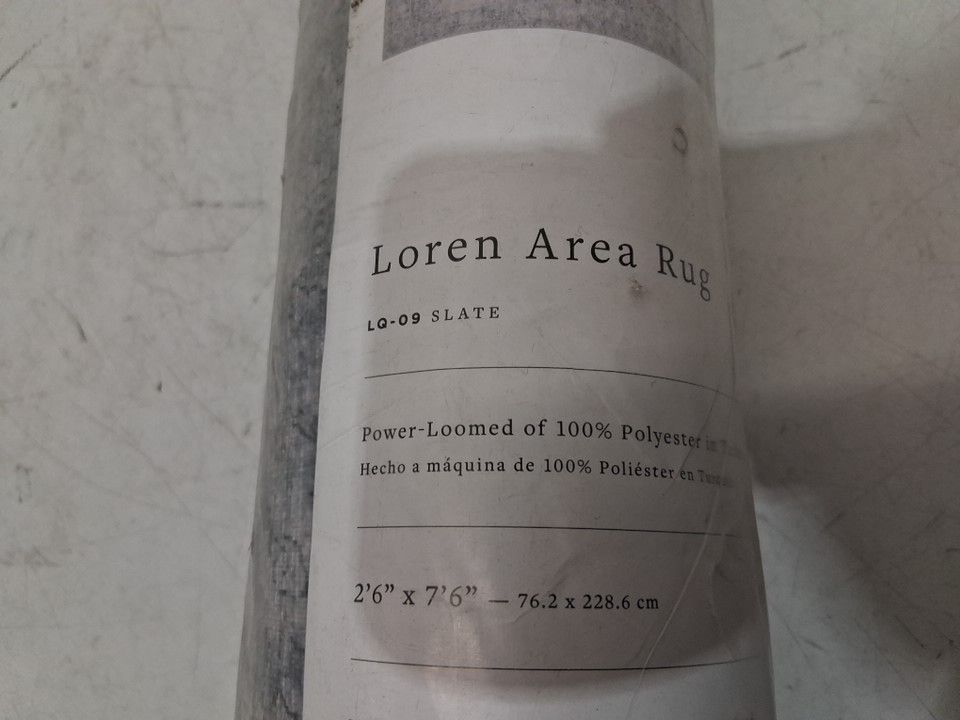 Loren Area Rug
LQ-09 SLATE
Power-Loomed of 100% Polyester in
Hecho a máquina de 100% Poliéster en
2'6” x 7'6” — 76.2 x 228.6 cm